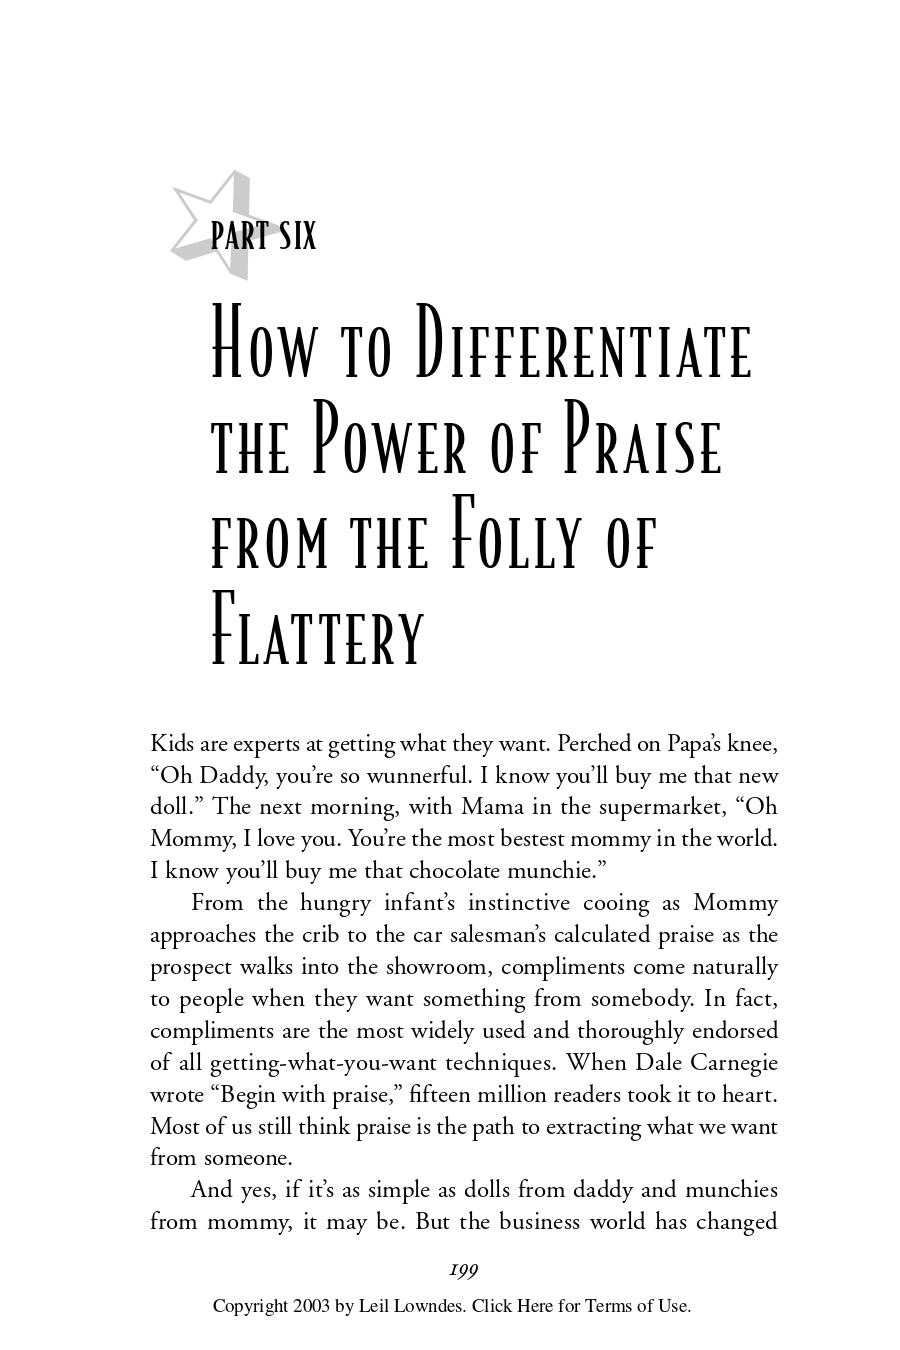 PART SIX
HOW TO DIFFERENTIATE
THE POWER OF PRAISE
FROM THE FOLLY OF
FLATTERY
Kids are experts at getting what they want. Perched on Papa’s knee,
“Oh Daddy, you’re so wunnerful. I know you’ll buy me that new
doll.” The next morning, with Mama in the supermarket, “Oh
Mommy, I love you. You’re the most bestest mommy in the world.
I know you’ll buy me that chocolate munchie.”
From the hungry infant’s instinctive cooing as Mommy
approaches the crib to the car salesman’s calculated praise as the
prospect walks into the showroom, compliments come naturally
to people when they want something from somebody. In fact,
compliments are the most widely used and thoroughly endorsed
of all getting-what-you-want techniques. When Dale Carnegie
wrote “Begin with praise,” fifteen million readers took it to heart.
Most of us still think praise is the path to extracting what we want
from someone.
And yes, if it’s as simple as dolls from daddy and munchies
from mommy, it may be. But the business world has changed
199
Copyright 2003 by Leil Lowndes. Click Here for Terms of Use.